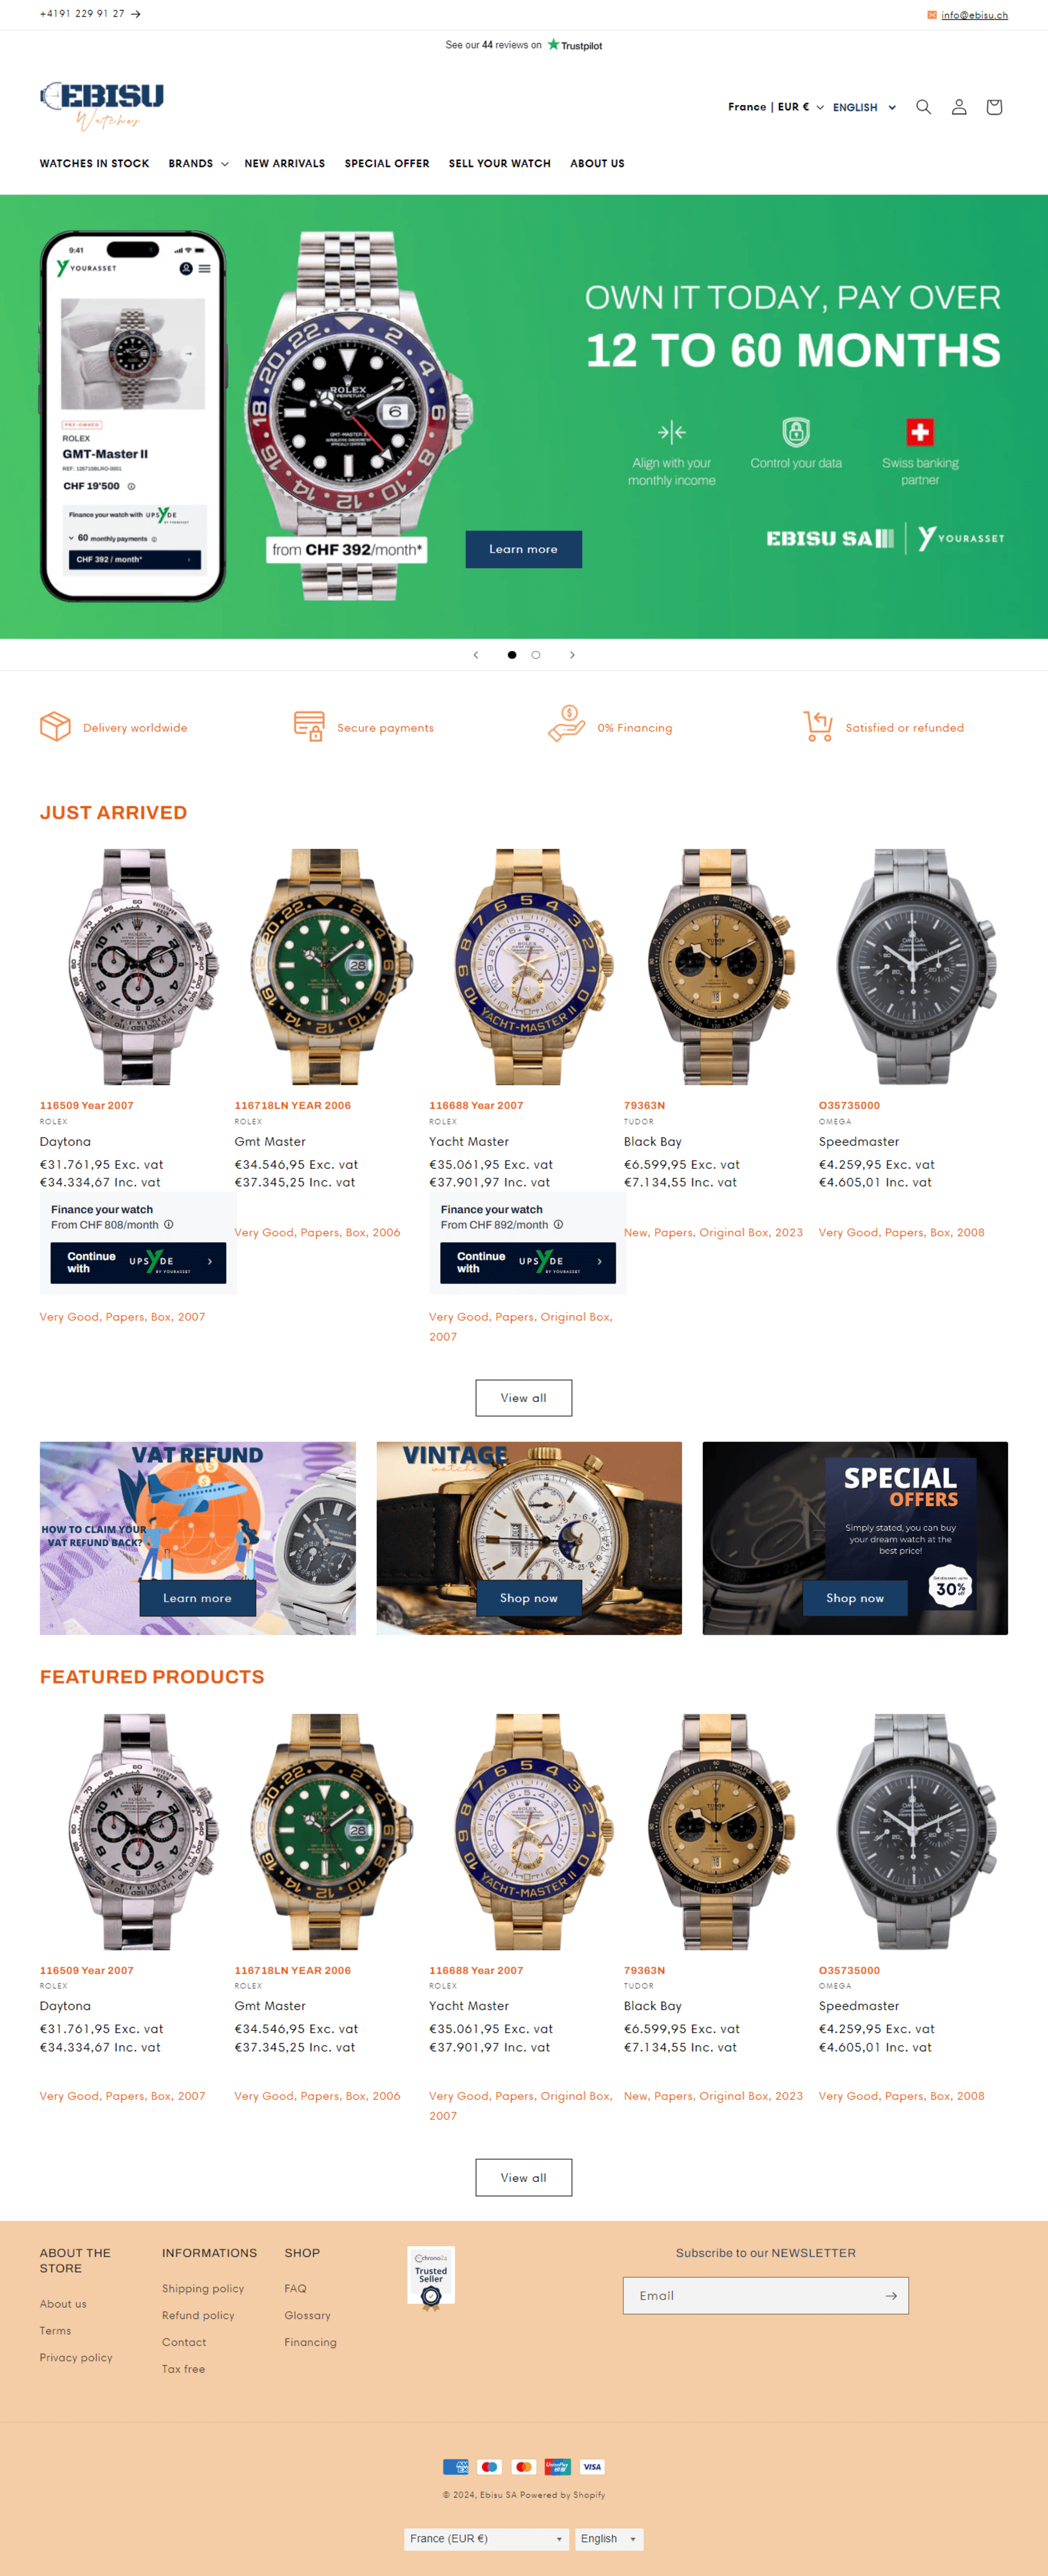 +4191 229 91 27 →
info@ebisu.ch
See our 44 reviews on ★ Trustpilot
EBISU
Watches
France | EUR €
ENGLISH
WATCHES IN STOCK
BRANDS
NEW ARRIVALS
SPECIAL OFFER
SELL YOUR WATCH
ABOUT US
9:41
YOURASSET
PRE-OWNED
ROLEX
GMT-Master II
REF: 126710BLRO-0001
CHF 19'500
Finance your watch with UPSYDE
BY YOURASSET
60 monthly payments
CHF 392 / month*
from CHF 392/month*
Learn more
OWN IT TODAY, PAY OVER
12 TO 60 MONTHS
Align with your
monthly income
Control your data
Swiss banking
partner
EBISU SA
YOURASSET
Delivery worldwide
Secure payments
0% Financing
Satisfied or refunded
JUST ARRIVED
116509 Year 2007
ROLEX
Daytona
€31.761,95 Exc. vat
€34.334,67 Inc. vat
Finance your watch
From CHF 808/month
Continue
with
UPSYDE
BY YOURASSET
Very Good, Papers, Box, 2007
116718LN YEAR 2006
ROLEX
Gmt Master
€34.546,95 Exc. vat
€37.345,25 Inc. vat
Very Good, Papers, Box, 2006
116688 Year 2007
ROLEX
Yacht Master
€35.061,95 Exc. vat
€37.901,97 Inc. vat
Finance your watch
From CHF 892/month
Continue
with
UPSYDE
BY YOURASSET
Very Good, Papers, Original Box,
2007
79363N
TUDOR
Black Bay
€6.599,95 Exc. vat
€7.134,55 Inc. vat
New, Papers, Original Box, 2023
O35735000
OMEGA
Speedmaster
€4.259,95 Exc. vat
€4.605,01 Inc. vat
Very Good, Papers, Box, 2008
View all
VAT REFUND
HOW TO CLAIM YOUR
VAT REFUND BACK?
Learn more
VINTAGE
watches
Shop now
SPECIAL
OFFERS
Simply stated, you can buy
your dream watch at the
best price!
30%
Shop now
FEATURED PRODUCTS
116509 Year 2007
ROLEX
Daytona
€31.761,95 Exc. vat
€34.334,67 Inc. vat
Very Good, Papers, Box, 2007
116718LN YEAR 2006
ROLEX
Gmt Master
€34.546,95 Exc. vat
€37.345,25 Inc. vat
Very Good, Papers, Box, 2006
116688 Year 2007
ROLEX
Yacht Master
€35.061,95 Exc. vat
€37.901,97 Inc. vat
Very Good, Papers, Original Box,
2007
79363N
TUDOR
Black Bay
€6.599,95 Exc. vat
€7.134,55 Inc. vat
New, Papers, Original Box, 2023
O35735000
OMEGA
Speedmaster
€4.259,95 Exc. vat
€4.605,01 Inc. vat
Very Good, Papers, Box, 2008
View all
ABOUT THE
STORE
About us
Terms
Privacy policy
INFORMATIONS
Shipping policy
Refund policy
Contact
Tax free
SHOP
FAQ
Glossary
Financing
chrono24
Trusted
Seller
Subscribe to our NEWSLETTER
Email
VISA
© 2024, Ebisu SA Powered by Shopify
France (EUR €)
English